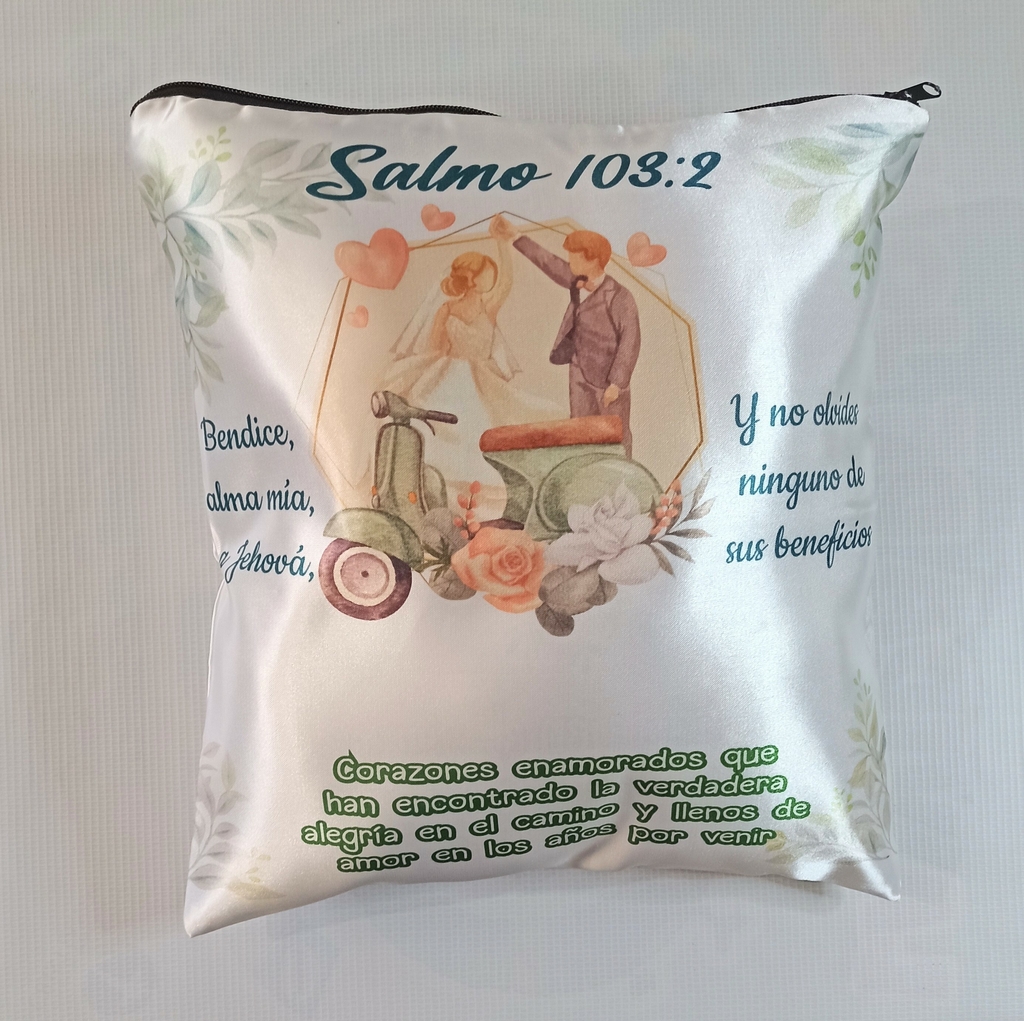 Salmo 103:2
Bendice,
alma mía,
a Jehová,
Y no olvides
ninguno de
sus beneficios
Corazones enamorados que
han encontrado la verdadera
alegría en el camino y llenos de
amor en los años por venir